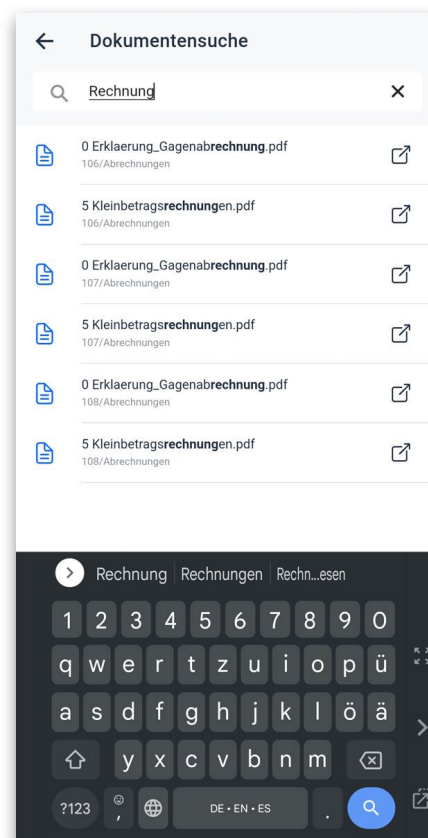 Dokumentensuche
Rechnung
0 Erklaerung_Gagenabrechnung.pdf
106/Abrechnungen
5 Kleinbetragsrechnungen.pdf
106/Abrechnungen
0 Erklaerung_Gagenabrechnung.pdf
107/Abrechnungen
5 Kleinbetragsrechnungen.pdf
107/Abrechnungen
0 Erklaerung_Gagenabrechnung.pdf
108/Abrechnungen
5 Kleinbetragsrechnungen.pdf
108/Abrechnungen
Rechnung Rechnungen Rechn...esen
1 2 3 4 5 6 7 8 9 0
q w e r t z u i o p ü
a s d f g h j k l ö ä
y x c v b n m
?123 , DE • EN • ES .